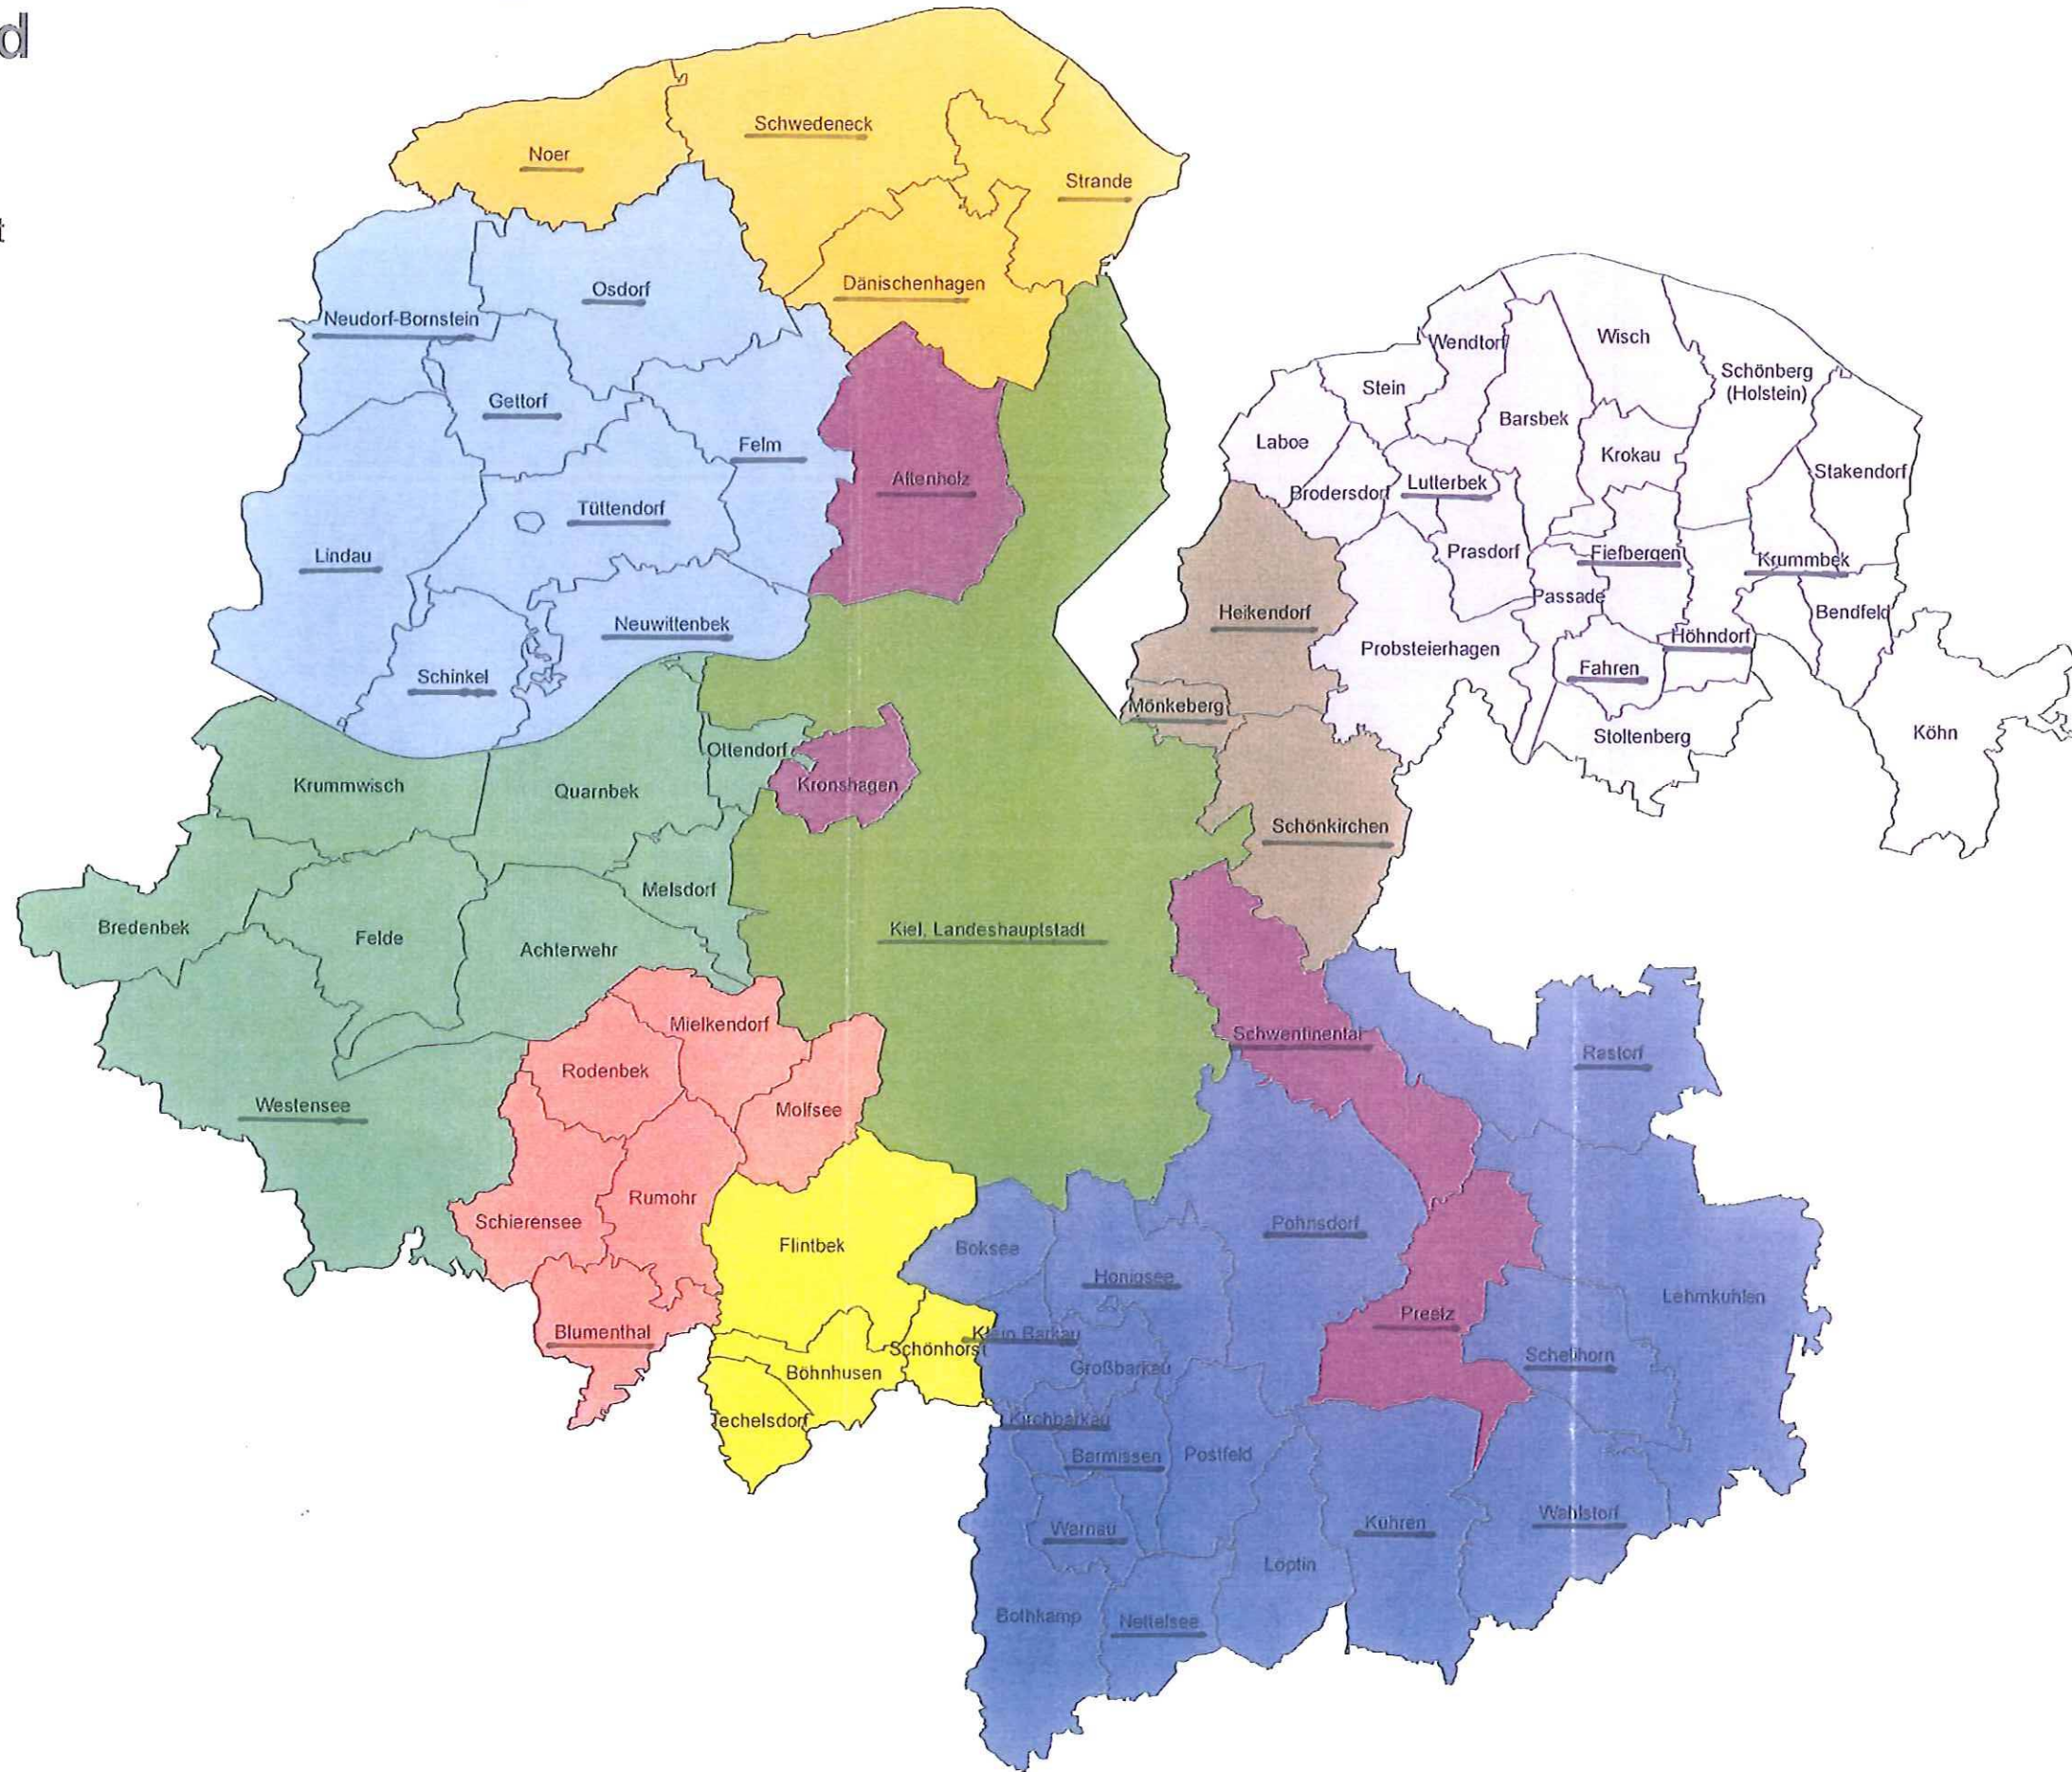 d
t
Schwedeneck
Noer
Strande
Dänischenhagen
Osdorf
Neudorf-Bornstein
Gettorf
Felm
Altenholz
Tüttendorf
Lindau
Neuwittenbek
Schinkel
Wendtorf
Wisch
Schönberg
(Holstein)
Stein
Barsbek
Laboe
Krokau
Stakendorf
Brodersdorf
Lutterbek
Prasdorf
Fiefbergen
Krummbek
Passade
Bendfeld
Heikendorf
Höhndorf
Probsteierhagen
Fahren
Mönkeberg
Stoltenberg
Köhn
Ottendorf
Krummwisch
Quarnbek
Kronshagen
Schönkirchen
Melsdorf
Bredenbek
Felde
Achterwehr
Kiel, Landeshauptstadt
Mielkendorf
Schwentinental
Rastorf
Rodenbek
Westensee
Molfsee
Rumohr
Schierensee
Flintbek
Boksee
Pohnsdorf
Honigsee
Lehmkuhlen
Preetz
Blumenthal
Klein Barkau
Schönhorst
Großbarkau
Schellhorn
Böhnhusen
Techelsdorf
Kirchbarkau
Barmissen
Postfeld
Warnau
Kühren
Wahlstorf
Löptin
Bothkamp
Nettelsee